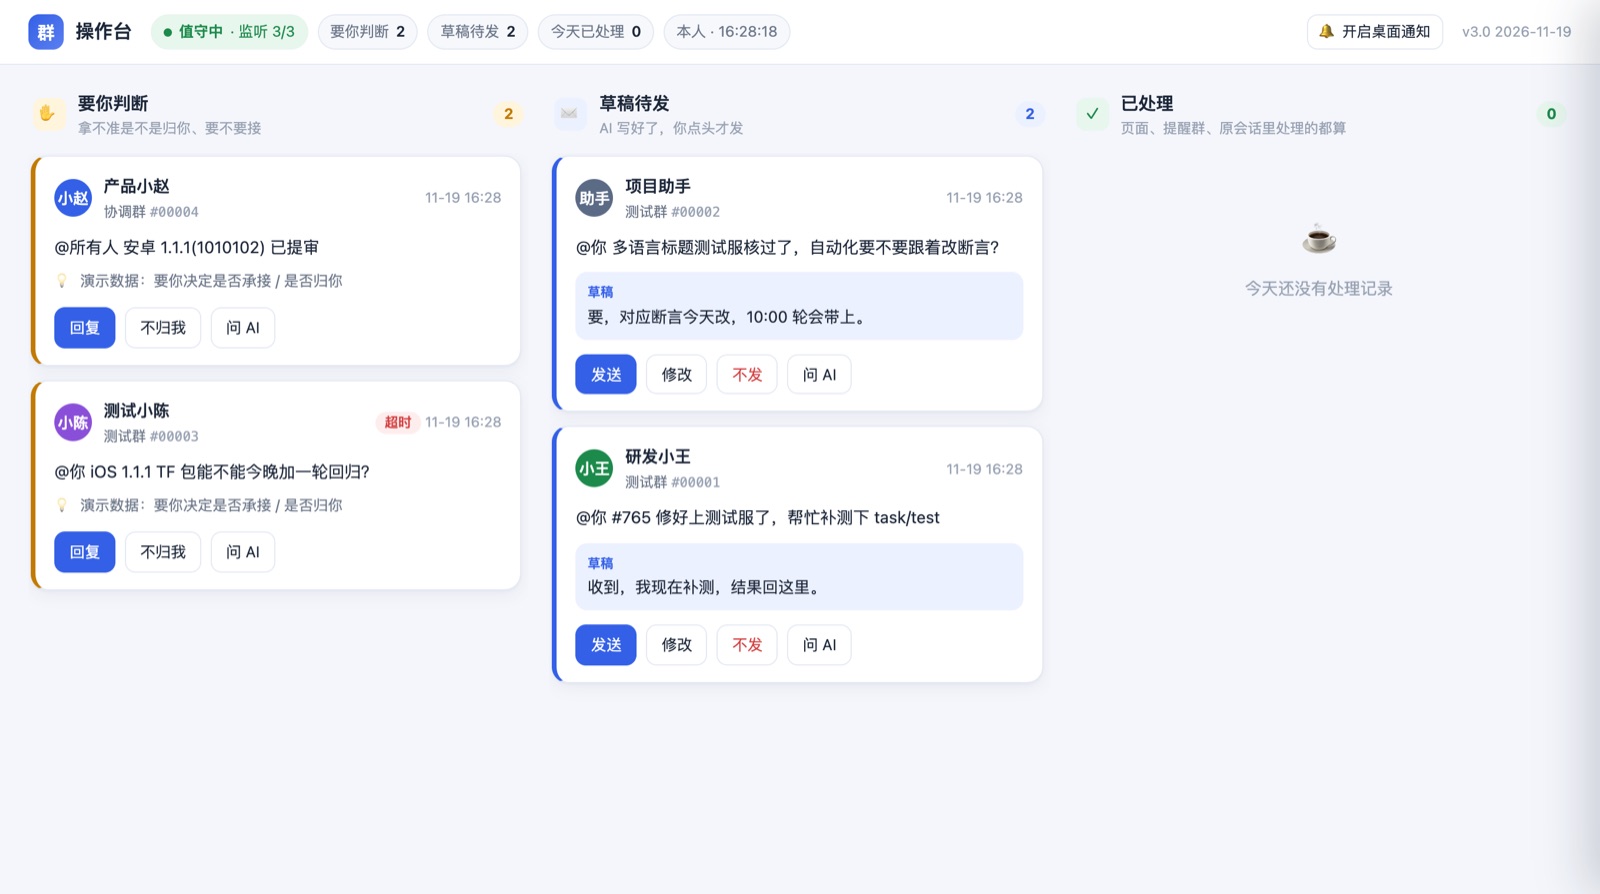 群 操作台 值守中 · 监听 3/3 要你判断 2 草稿待发 2 今天已处理 0 本人 · 16:28:18 开启桌面通知 v3.0 2026-11-19
要你判断 2
拿不准是不是归你、要不要接
小赵 产品小赵 11-19 16:28
协调群 #00004
@所有人 安卓 1.1.1(1010102) 已提审
演示数据：要你决定是否承接 / 是否归你
回复 不归我 问 AI
小陈 测试小陈 超时 11-19 16:28
测试群 #00003
@你 iOS 1.1.1 TF 包能不能今晚加一轮回归?
演示数据：要你决定是否承接 / 是否归你
回复 不归我 问 AI
草稿待发 2
AI 写好了，你点头才发
助手 项目助手 11-19 16:28
测试群 #00002
@你 多语言标题测试服核过了，自动化要不要跟着改断言?
草稿
要，对应断言今天改，10:00 轮会带上。
发送 修改 不发 问 AI
小王 研发小王 11-19 16:28
测试群 #00001
@你 #765 修好上测试服了，帮忙补测下 task/test
草稿
收到，我现在补测，结果回这里。
发送 修改 不发 问 AI
已处理 0
页面、提醒群、原会话里处理的都算
今天还没有处理记录